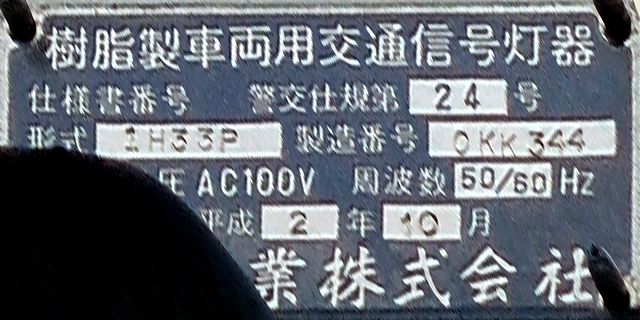 樹脂製車両用交通信号灯器
仕様書番号 警交仕規第 24 号
形式 1H33P 製造番号 0KK344
圧 AC100V 周波数 50/60 Hz
平成 2 年 10 月
業株式会社